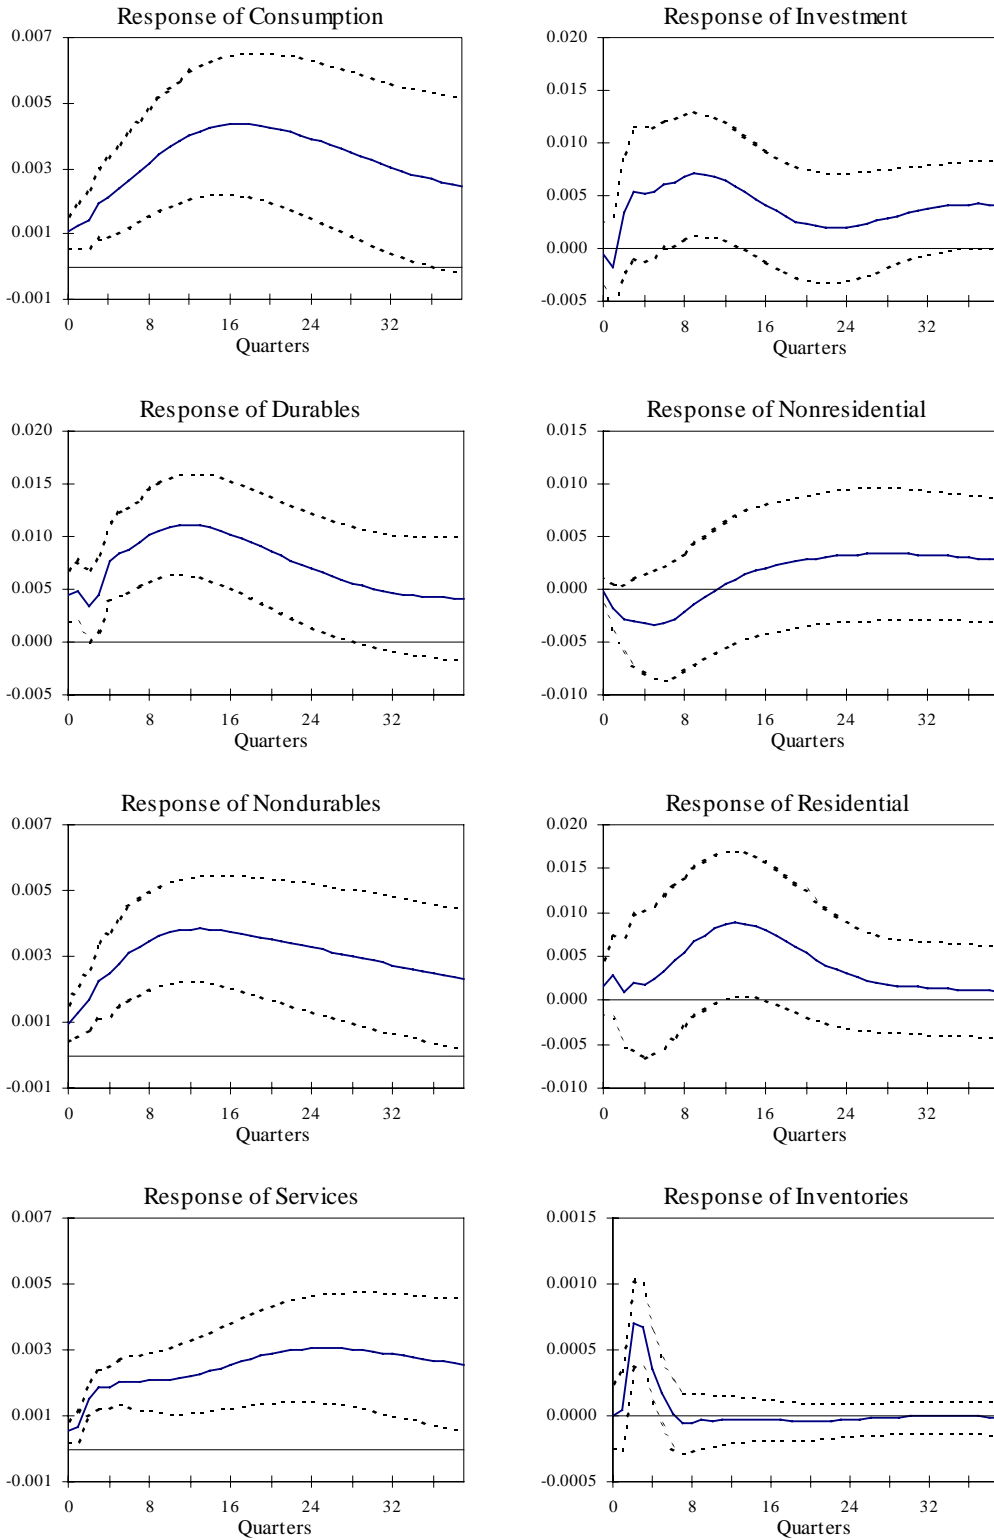 Response of Consumption
0.007
0.005
0.003
0.001
-0.001
0 8 16 24 32
Quarters
Response of Investment
0.020
0.015
0.010
0.005
0.000
-0.005
0 8 16 24 32
Quarters
Response of Durables
0.020
0.015
0.010
0.005
0.000
-0.005
0 8 16 24 32
Quarters
Response of Nonresidential
0.015
0.010
0.005
0.000
-0.005
-0.010
0 8 16 24 32
Quarters
Response of Nondurables
0.007
0.005
0.003
0.001
-0.001
0 8 16 24 32
Quarters
Response of Residential
0.020
0.015
0.010
0.005
0.000
-0.005
-0.010
0 8 16 24 32
Quarters
Response of Services
0.007
0.005
0.003
0.001
-0.001
0 8 16 24 32
Quarters
Response of Inventories
0.0015
0.0010
0.0005
0.0000
-0.0005
0 8 16 24 32
Quarters